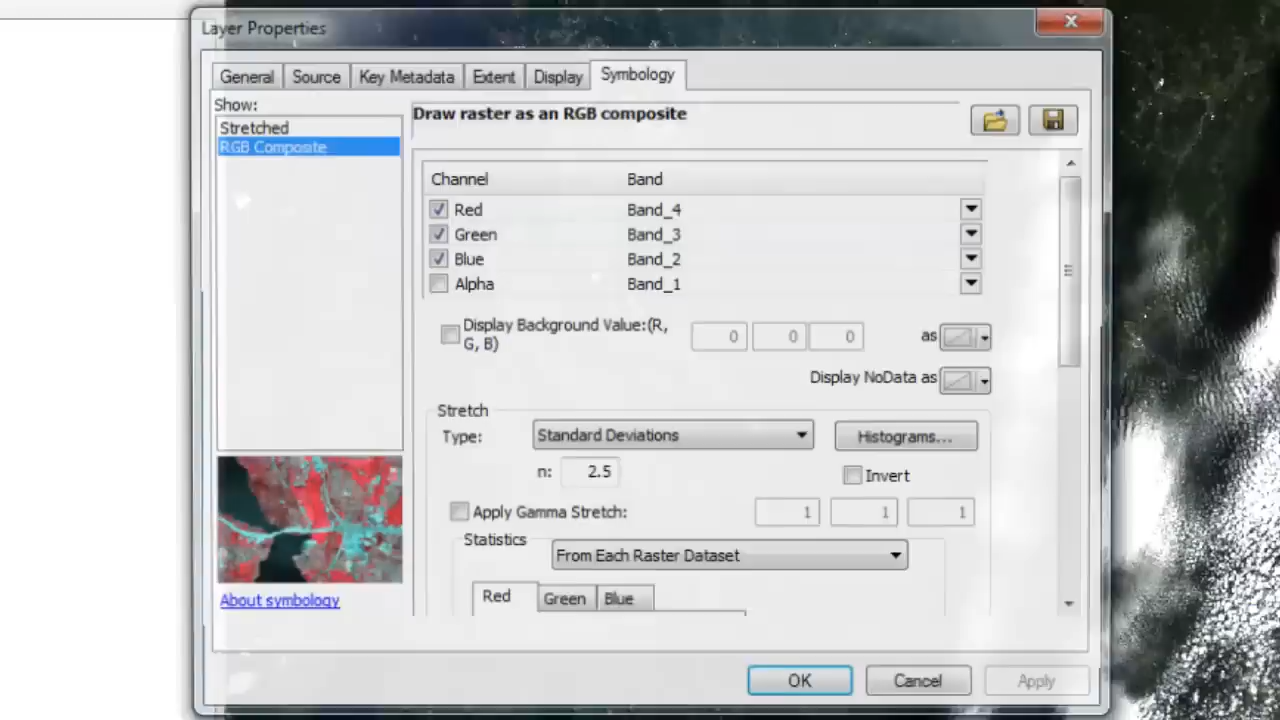 Layer Properties
General Source Key Metadata Extent Display Symbology
Show:
Stretched
RGB Composite
Draw raster as an RGB composite
Channel Band
Red Band_4
Green Band_3
Blue Band_2
Alpha Band_1
Display Background Value:(R, G, B) 0 0 0 as
Display NoData as
Stretch
Type: Standard Deviations Histograms...
n: 2.5 Invert
Apply Gamma Stretch: 1 1 1
Statistics From Each Raster Dataset
Red Green Blue
About symbology
OK Cancel Apply